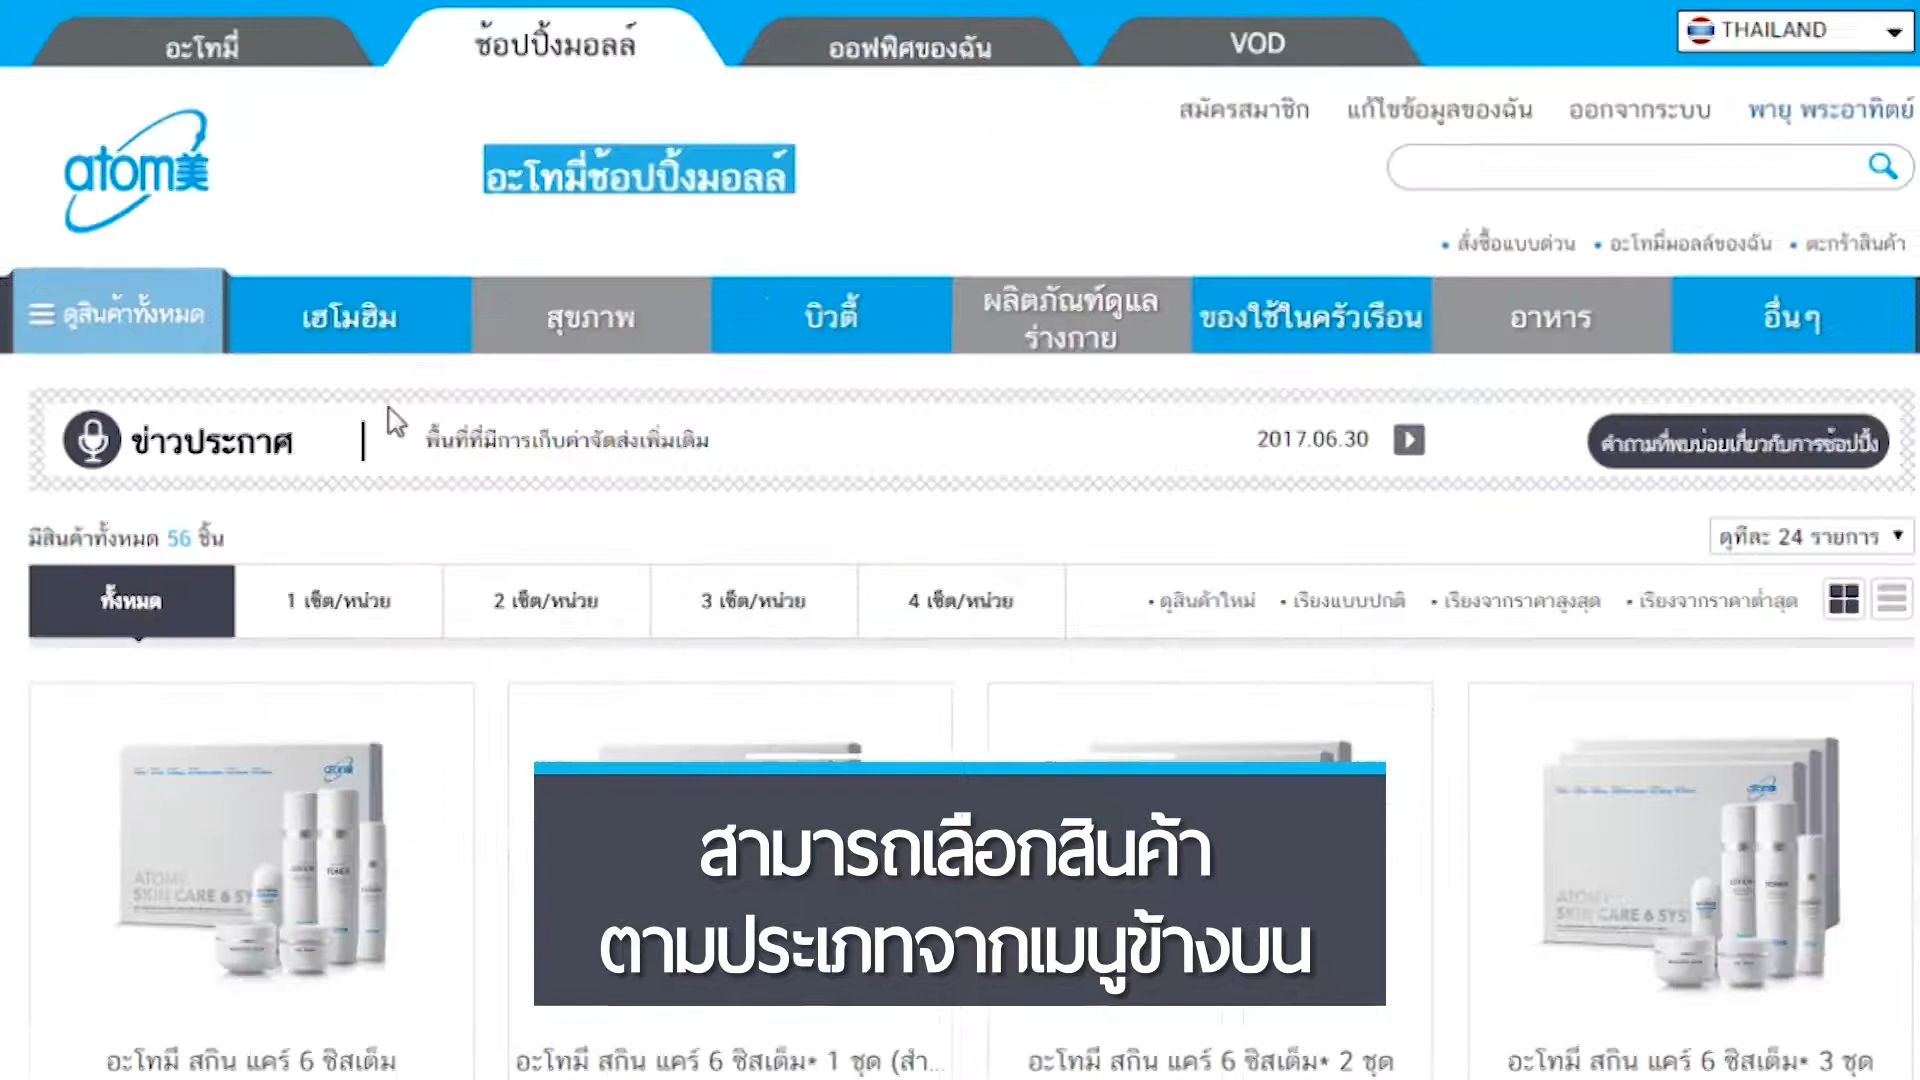 อะโทมี่
ช้อปปิ้งมอลล์
ออฟฟิศของฉัน
VOD
THAILAND
สมัครสมาชิก แก้ไขข้อมูลของฉัน ออกจากระบบ พายุ พระอาทิตย์
atom美
อะโทมี่ช้อปปิ้งมอลล์
• สั่งซื้อแบบด่วน • อะโทมี่มอลล์ของฉัน • ตะกร้าสินค้า
ดูสินค้าทั้งหมด
เฮโมฮิม
สุขภาพ
บิวตี้
ผลิตภัณฑ์ดูแล
ร่างกาย
ของใช้ในครัวเรือน
อาหาร
อื่นๆ
ข่าวประกาศ
พื้นที่ที่มีการเก็บค่าจัดส่งเพิ่มเติม
2017.06.30
คำถามที่พบบ่อยเกี่ยวกับการช้อปปิ้ง
มีสินค้าทั้งหมด 56 ชิ้น
ดูทีละ 24 รายการ
ทั้งหมด
1 เซ็ต/หน่วย
2 เซ็ต/หน่วย
3 เซ็ต/หน่วย
4 เซ็ต/หน่วย
• ดูสินค้าใหม่ • เรียงแบบปกติ • เรียงจากราคาสูงสุด • เรียงจากราคาต่ำสุด
atom美
ATOMY
SKIN CARE 6 SY
ATOMY
SKIN CARE 6 SYS
สามารถเลือกสินค้า
ตามประเภทจากเมนูข้างบน
อะโทมี สกิน แคร์ 6 ซิสเต็ม
อะโทมี สกิน แคร์ 6 ซิสเต็ม* 1 ชุด (สำ...
อะโทมี สกิน แคร์ 6 ซิสเต็ม* 2 ชุด
อะโทมี สกิน แคร์ 6 ซิสเต็ม* 3 ชุด